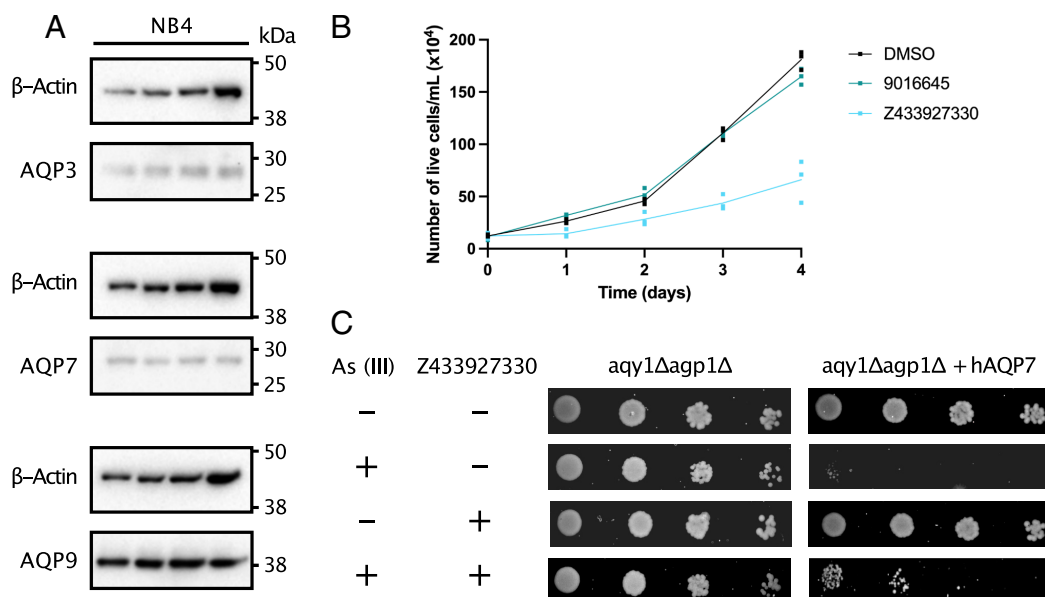 A
NB4
kDa
β–Actin
50
38
AQP3
30
25
β–Actin
50
38
AQP7
30
25
β–Actin
50
38
AQP9
38
B
Number of live cells/mL (x10⁴)
200
150
100
50
0
0 1 2 3 4
Time (days)
DMSO
9016645
Z433927330
C
As (III) Z433927330 aqy1Δagp1Δ aqy1Δagp1Δ + hAQP7
− −
+ −
− +
+ +